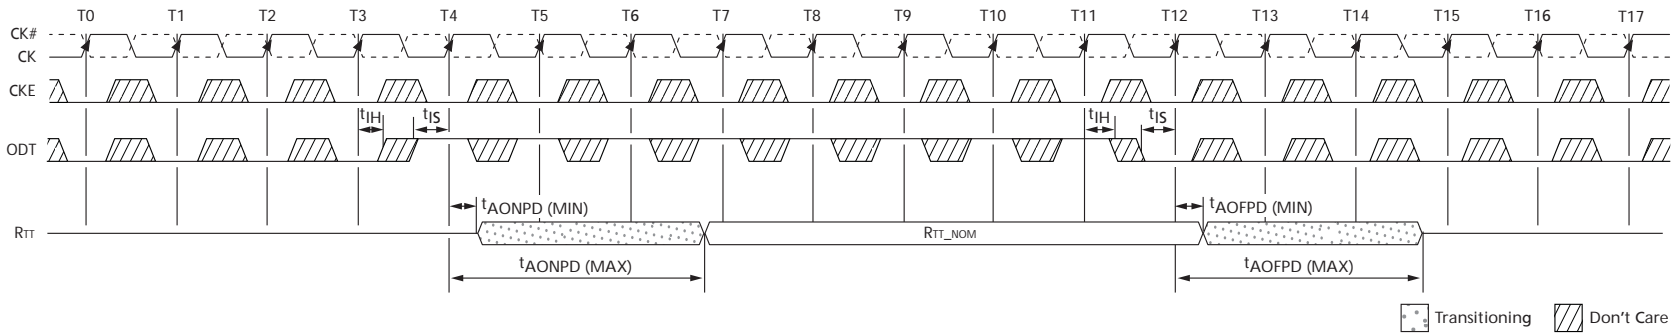 T0 T1 T2 T3 T4 T5 T6 T7 T8 T9 T10 T11 T12 T13 T14 T15 T16 T17
CK#
CK
CKE
tIH tIS tIH tIS
ODT
tAONPD (MIN) tAOFPD (MIN)
RTT RTT_NOM
tAONPD (MAX) tAOFPD (MAX)
Transitioning Don't Care